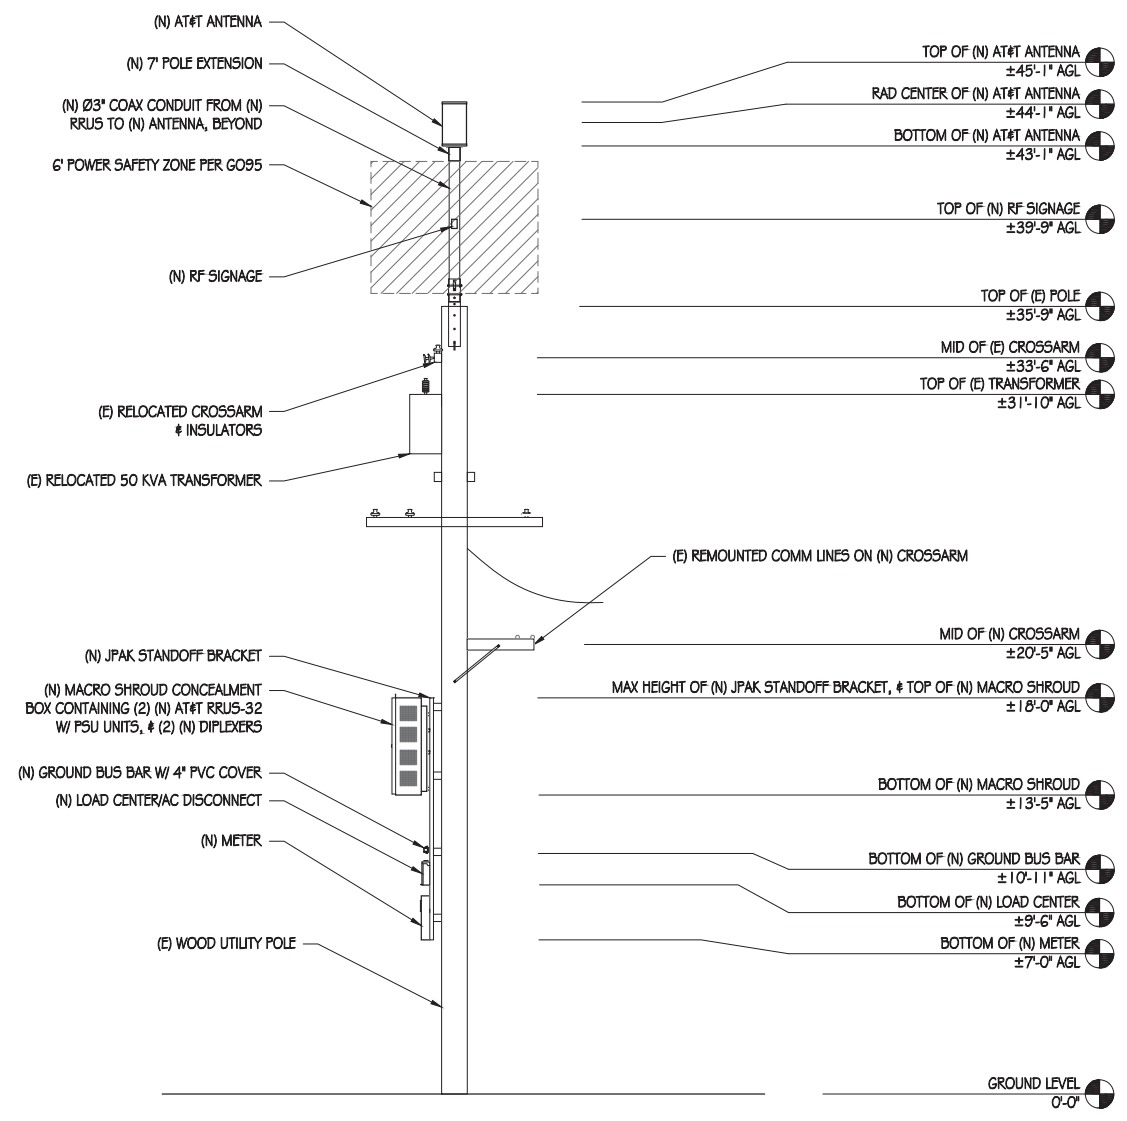 (N) AT&T ANTENNA
(N) 7' POLE EXTENSION
(N) Ø3" COAX CONDUIT FROM (N)
RRUS TO (N) ANTENNA, BEYOND
6' POWER SAFETY ZONE PER GO95
(N) RF SIGNAGE
(E) RELOCATED CROSSARM
& INSULATORS
(E) RELOCATED 50 KVA TRANSFORMER
(N) JPAK STANDOFF BRACKET
(N) MACRO SHROUD CONCEALMENT
BOX CONTAINING (2) (N) AT&T RRUS-32
W/ PSU UNITS, & (2) (N) DIPLEXERS
(N) GROUND BUS BAR W/ 4" PVC COVER
(N) LOAD CENTER/AC DISCONNECT
(N) METER
(E) WOOD UTILITY POLE
(E) REMOUNTED COMM LINES ON (N) CROSSARM
TOP OF (N) AT&T ANTENNA
±45'-1" AGL
RAD CENTER OF (N) AT&T ANTENNA
±44'-1" AGL
BOTTOM OF (N) AT&T ANTENNA
±43'-1" AGL
TOP OF (N) RF SIGNAGE
±39'-9" AGL
TOP OF (E) POLE
±35'-9" AGL
MID OF (E) CROSSARM
±33'-6" AGL
TOP OF (E) TRANSFORMER
±31'-10" AGL
MID OF (N) CROSSARM
±20'-5" AGL
MAX HEIGHT OF (N) JPAK STANDOFF BRACKET, & TOP OF (N) MACRO SHROUD
±18'-0" AGL
BOTTOM OF (N) MACRO SHROUD
±13'-5" AGL
BOTTOM OF (N) GROUND BUS BAR
±10'-11" AGL
BOTTOM OF (N) LOAD CENTER
±9'-6" AGL
BOTTOM OF (N) METER
±7'-0" AGL
GROUND LEVEL
0'-0"